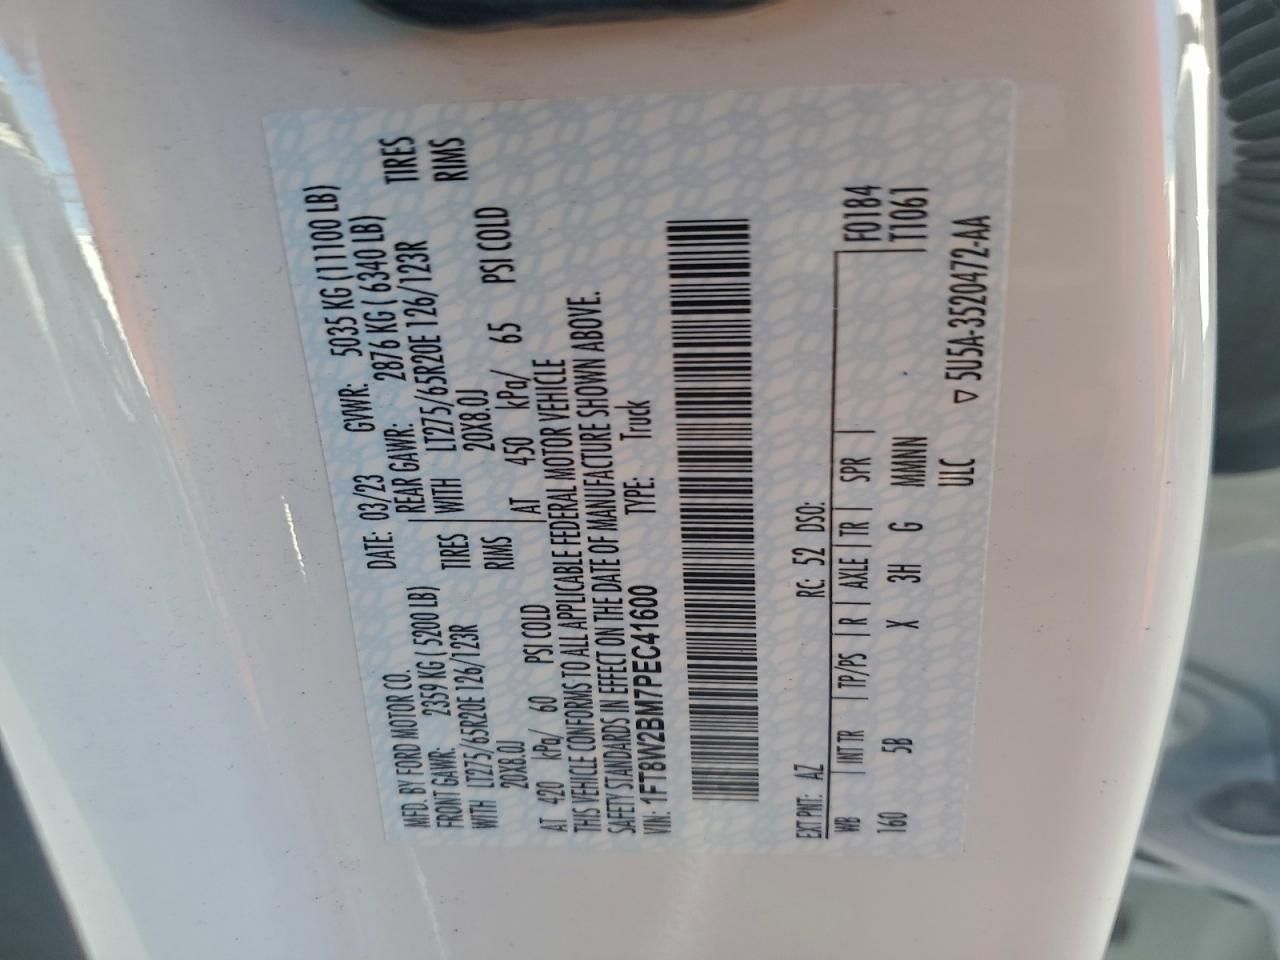 MFD. BY FORD MOTOR CO.
DATE: 03/23 GVWR: 5035 KG (11100 LB)
FRONT GAWR: 2359 KG ( 5200 LB) REAR GAWR: 2876 KG ( 6340 LB)
WITH LT275/65R20E 126/123R TIRES WITH LT275/65R20E 126/123R TIRES
20X8.0J RIMS 20X8.0J RIMS
AT 420 kPa/ 60 PSI COLD AT 450 kPa/ 65 PSI COLD
THIS VEHICLE CONFORMS TO ALL APPLICABLE FEDERAL MOTOR VEHICLE
SAFETY STANDARDS IN EFFECT ON THE DATE OF MANUFACTURE SHOWN ABOVE.
VIN: 1FT8W2BM7PEC41600 TYPE: Truck
EXT PNT: AZ RC: 52 DSO: F0184
WB | INT TR | TP/PS | R | AXLE | TR | SPR | T1061
160 5B X 3H G MMNN
ULC ▽ 5U5A-3520472-AA